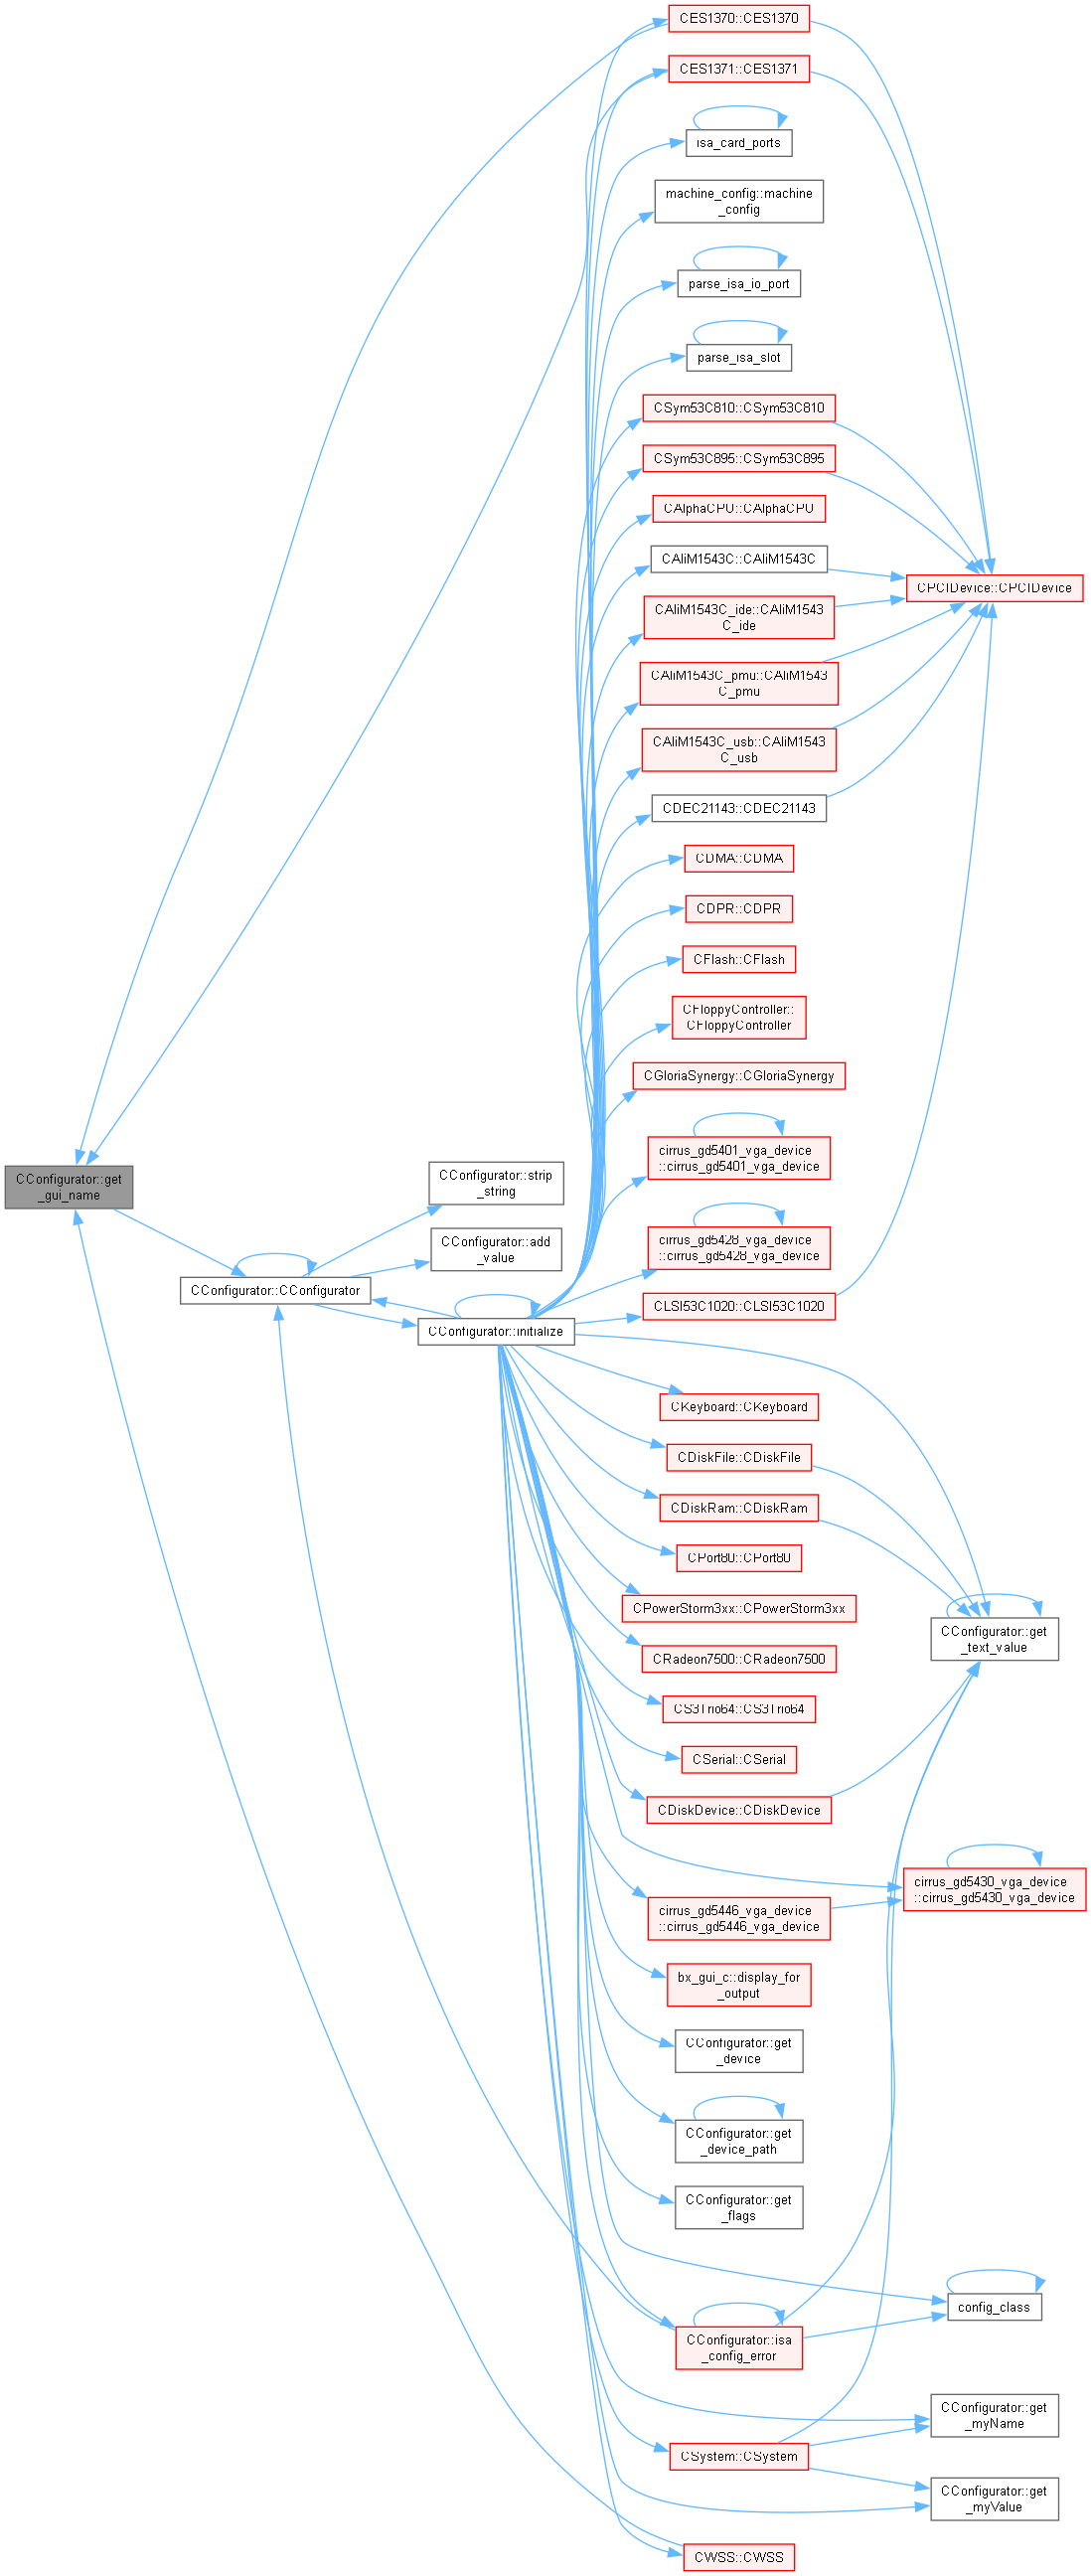 CES1370::CES1370
CES1371::CES1371
isa_card_ports
machine_config::machine
_config
parse_isa_io_port
parse_isa_slot
CSym53C810::CSym53C810
CSym53C895::CSym53C895
CAlphaCPU::CAlphaCPU
CAliM1543C::CAliM1543C
CPCIDevice::CPCIDevice
CAliM1543C_ide::CAliM1543
C_ide
CAliM1543C_pmu::CAliM1543
C_pmu
CAliM1543C_usb::CAliM1543
C_usb
CDEC21143::CDEC21143
CDMA::CDMA
CDPR::CDPR
CFlash::CFlash
CFloppyController::
CFloppyController
CGloriaSynergy::CGloriaSynergy
cirrus_gd5401_vga_device
::cirrus_gd5401_vga_device
CConfigurator::get
_gui_name
CConfigurator::strip
_string
CConfigurator::add
_value
cirrus_gd5428_vga_device
::cirrus_gd5428_vga_device
CConfigurator::CConfigurator
CLSI53C1020::CLSI53C1020
CConfigurator::initialize
CKeyboard::CKeyboard
CDiskFile::CDiskFile
CDiskRam::CDiskRam
CPort80::CPort80
CPowerStorm3xx::CPowerStorm3xx
CConfigurator::get
_text_value
CRadeon7500::CRadeon7500
CS3Trio64::CS3Trio64
CSerial::CSerial
CDiskDevice::CDiskDevice
cirrus_gd5430_vga_device
::cirrus_gd5430_vga_device
cirrus_gd5446_vga_device
::cirrus_gd5446_vga_device
bx_gui_c::display_for
_output
CConfigurator::get
_device
CConfigurator::get
_device_path
CConfigurator::get
_flags
config_class
CConfigurator::isa
_config_error
CConfigurator::get
_myName
CSystem::CSystem
CConfigurator::get
_myValue
CWSS::CWSS